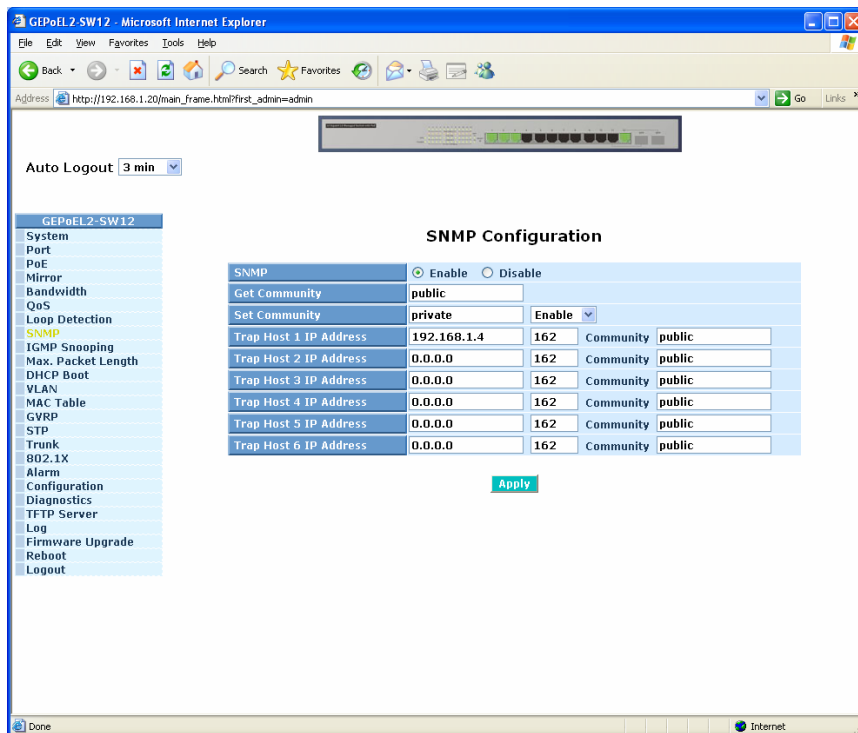 GEPoEL2-SW12 - Microsoft Internet Explorer
File Edit View Favorites Tools Help
Back Search Favorites
Address http://192.168.1.20/main_frame.html?first_admin=admin Go Links »
Auto Logout 3 min
GEPoEL2-SW12
System
Port
PoE
Mirror
Bandwidth
QoS
Loop Detection
SNMP
IGMP Snooping
Max. Packet Length
DHCP Boot
VLAN
MAC Table
GVRP
STP
Trunk
802.1X
Alarm
Configuration
Diagnostics
TFTP Server
Log
Firmware Upgrade
Reboot
Logout
SNMP Configuration
SNMP Enable Disable
Get Community public
Set Community private Enable
Trap Host 1 IP Address 192.168.1.4 162 Community public
Trap Host 2 IP Address 0.0.0.0 162 Community public
Trap Host 3 IP Address 0.0.0.0 162 Community public
Trap Host 4 IP Address 0.0.0.0 162 Community public
Trap Host 5 IP Address 0.0.0.0 162 Community public
Trap Host 6 IP Address 0.0.0.0 162 Community public
Apply
Done Internet